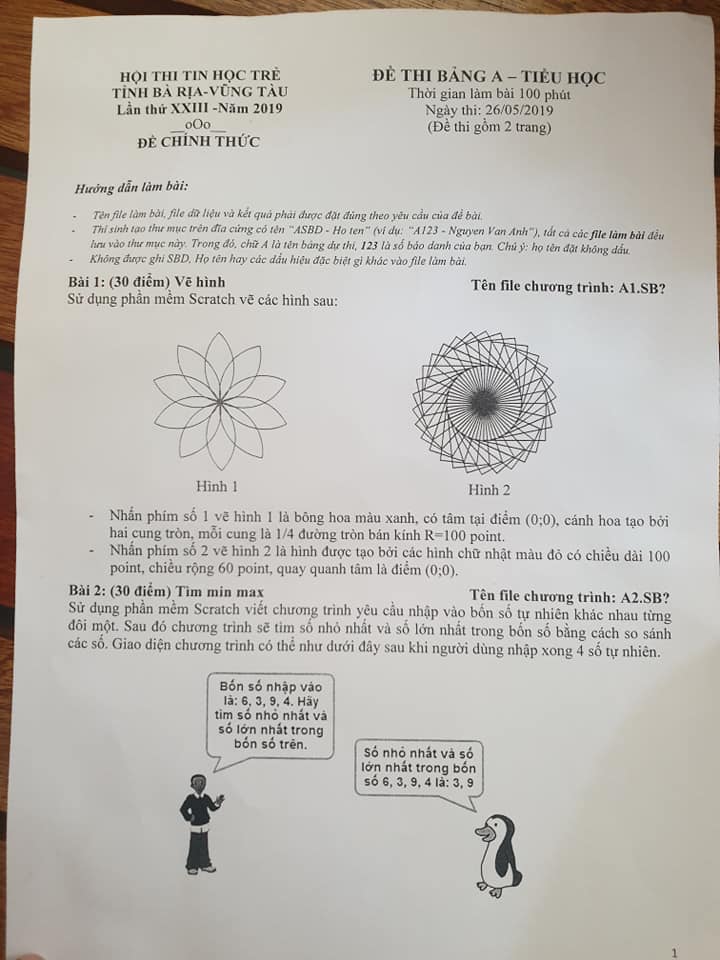 HỘI THI TIN HỌC TRẺ
TỈNH BÀ RỊA-VŨNG TÀU
Lần thứ XXIII -Năm 2019
__oOo__
ĐỀ CHÍNH THỨC
ĐỀ THI BẢNG A – TIỂU HỌC
Thời gian làm bài 100 phút
Ngày thi: 26/05/2019
(Đề thi gồm 2 trang)
Hướng dẫn làm bài:
- Tên file làm bài, file dữ liệu và kết quả phải được đặt đúng theo yêu cầu của đề bài.
- Thí sinh tạo thư mục trên đĩa cứng có tên “ASBD - Ho ten” (ví dụ: “A123 - Nguyen Van Anh”), tất cả các file làm bài đều
lưu vào thư mục này. Trong đó, chữ A là tên bảng dự thi, 123 là số báo danh của bạn. Chú ý: họ tên đặt không dấu.
- Không được ghi SBD, Họ tên hay các dấu hiệu đặc biệt gì khác vào file làm bài.
Bài 1: (30 điểm) Vẽ hình Tên file chương trình: A1.SB?
Sử dụng phần mềm Scratch vẽ các hình sau:
Hình 1
Hình 2
- Nhấn phím số 1 vẽ hình 1 là bông hoa màu xanh, có tâm tại điểm (0;0), cánh hoa tạo bởi
hai cung tròn, mỗi cung là 1/4 đường tròn bán kính R=100 point.
- Nhấn phím số 2 vẽ hình 2 là hình được tạo bởi các hình chữ nhật màu đỏ có chiều dài 100
point, chiều rộng 60 point, quay quanh tâm là điểm (0;0).
Bài 2: (30 điểm) Tìm min max Tên file chương trình: A2.SB?
Sử dụng phần mềm Scratch viết chương trình yêu cầu nhập vào bốn số tự nhiên khác nhau từng
đôi một. Sau đó chương trình sẽ tìm số nhỏ nhất và số lớn nhất trong bốn số bằng cách so sánh
các số. Giao diện chương trình có thể như dưới đây sau khi người dùng nhập xong 4 số tự nhiên.
Bốn số nhập vào
là: 6, 3, 9, 4. Hãy
tìm số nhỏ nhất và
số lớn nhất trong
bốn số trên.
Số nhỏ nhất và số
lớn nhất trong bốn
số 6, 3, 9, 4 là: 3, 9
1